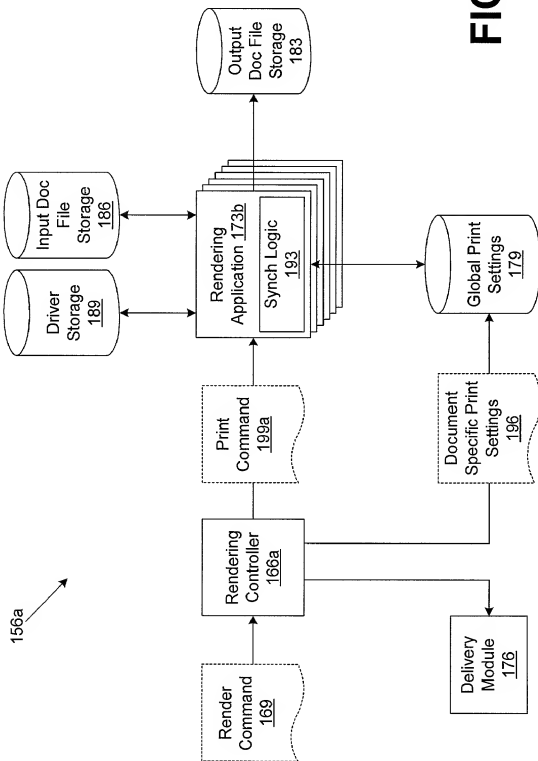 156a
Render
Command
169
Rendering
Controller
166a
Delivery
Module
176
Print
Command
199a
Document
Specific Print
Settings
196
Driver
Storage
189
Input Doc
File
Storage
186
Rendering
Application 173b
Synch Logic
193
Global Print
Settings
179
Output
Doc File
Storage
183
FIG